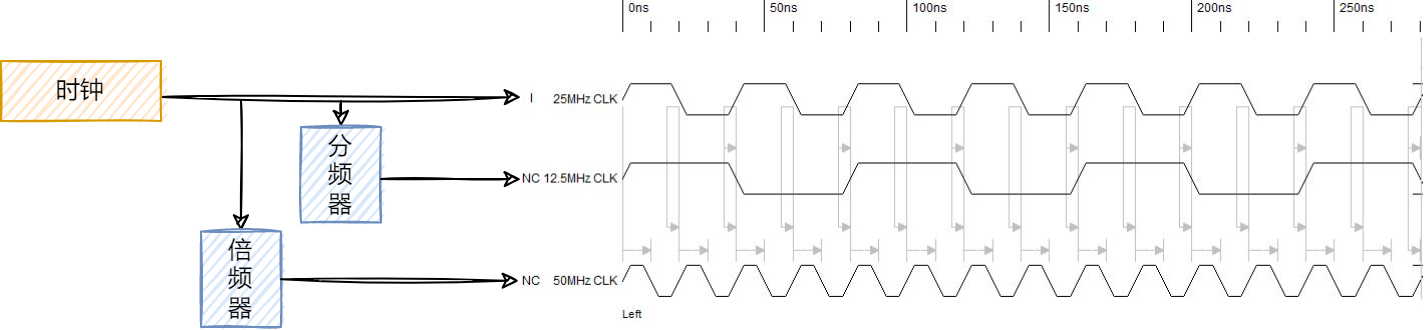 0ns 50ns 100ns 150ns 200ns 250ns
时钟
I 25MHz CLK
分
频
器
NC 12.5MHz CLK
倍
频
器
NC 50MHz CLK
Left